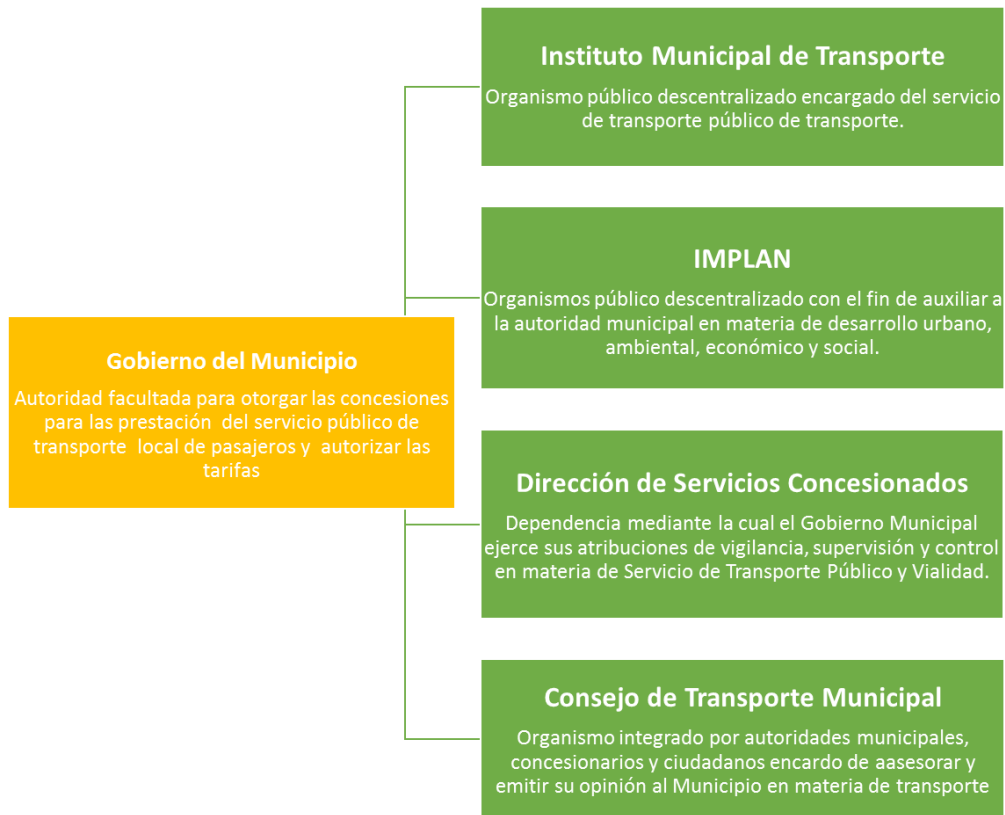 Instituto Municipal de Transporte
Organismo público descentralizado encargado del servicio
de transporte público de transporte.
IMPLAN
Organismos público descentralizado con el fin de auxiliar a
la autoridad municipal en materia de desarrollo urbano,
ambiental, económico y social.
Gobierno del Municipio
Autoridad facultada para otorgar las concesiones
para las prestación del servicio público de
transporte local de pasajeros y autorizar las
tarifas
Dirección de Servicios Concesionados
Dependencia mediante la cual el Gobierno Municipal
ejerce sus atribuciones de vigilancia, supervisión y control
en materia de Servicio de Transporte Público y Vialidad.
Consejo de Transporte Municipal
Organismo integrado por autoridades municipales,
concesionarios y ciudadanos encardo de aasesorar y
emitir su opinión al Municipio en materia de transporte